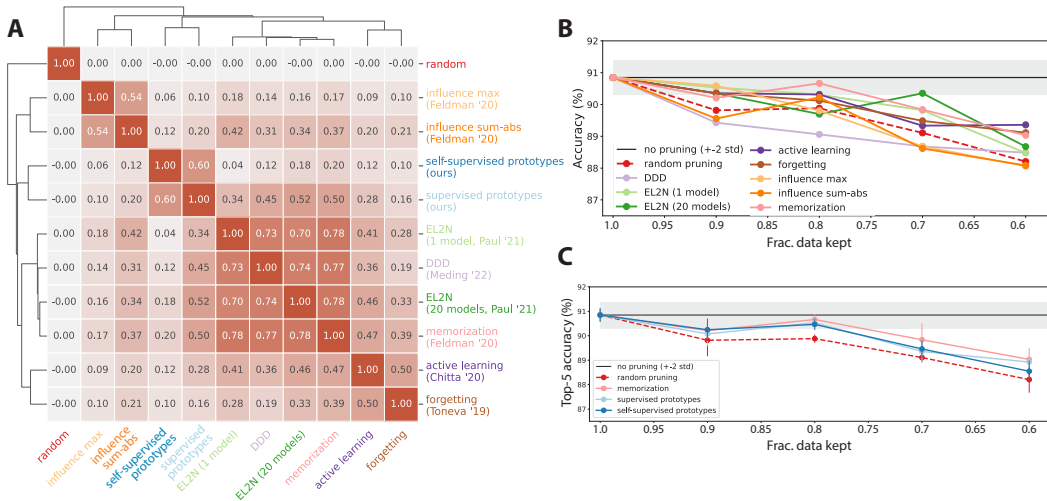 A
1.00 0.00 0.00 -0.00 -0.00 0.00 0.00 -0.00 0.00 -0.00 -0.00 random
0.00 1.00 0.54 0.06 0.10 0.18 0.14 0.16 0.17 0.09 0.10 influence max
(Feldman '20)
0.00 0.54 1.00 0.12 0.20 0.42 0.31 0.34 0.37 0.20 0.21 influence sum-abs
(Feldman '20)
-0.00 0.06 0.12 1.00 0.60 0.04 0.12 0.18 0.20 0.12 0.10 self-supervised prototypes
(ours)
-0.00 0.10 0.20 0.60 1.00 0.34 0.45 0.52 0.50 0.28 0.16 supervised prototypes
(ours)
0.00 0.18 0.42 0.04 0.34 1.00 0.73 0.70 0.78 0.41 0.28 EL2N
(1 model, Paul '21)
0.00 0.14 0.31 0.12 0.45 0.73 1.00 0.74 0.77 0.36 0.19 DDD
(Meding '22)
-0.00 0.16 0.34 0.18 0.52 0.70 0.74 1.00 0.78 0.46 0.33 EL2N
(20 models, Paul '21)
0.00 0.17 0.37 0.20 0.50 0.78 0.77 0.78 1.00 0.47 0.39 memorization
(Feldman '20)
-0.00 0.09 0.20 0.12 0.28 0.41 0.36 0.46 0.47 1.00 0.50 active learning
(Chitta '20)
-0.00 0.10 0.21 0.10 0.16 0.28 0.19 0.33 0.39 0.50 1.00 forgetting
(Toneva '19)
random
influence max
influence
sum-abs
self-supervised
prototypes
supervised
prototypes
EL2N (1 model)
DDD
EL2N (20 models)
memorization
active learning
forgetting
B
Accuracy (%)
92
91
90
89
88
87
no pruning (+-2 std)
random pruning
DDD
EL2N (1 model)
EL2N (20 models)
active learning
forgetting
influence max
influence sum-abs
memorization
1.0 0.95 0.9 0.85 0.8 0.75 0.7 0.65 0.6
Frac. data kept
C
Top-5 accuracy (%)
92
91
90
89
88
87
no pruning (+-2 std)
random pruning
memorization
supervised prototypes
self-supervised prototypes
1.0 0.95 0.9 0.85 0.8 0.75 0.7 0.65 0.6
Frac. data kept